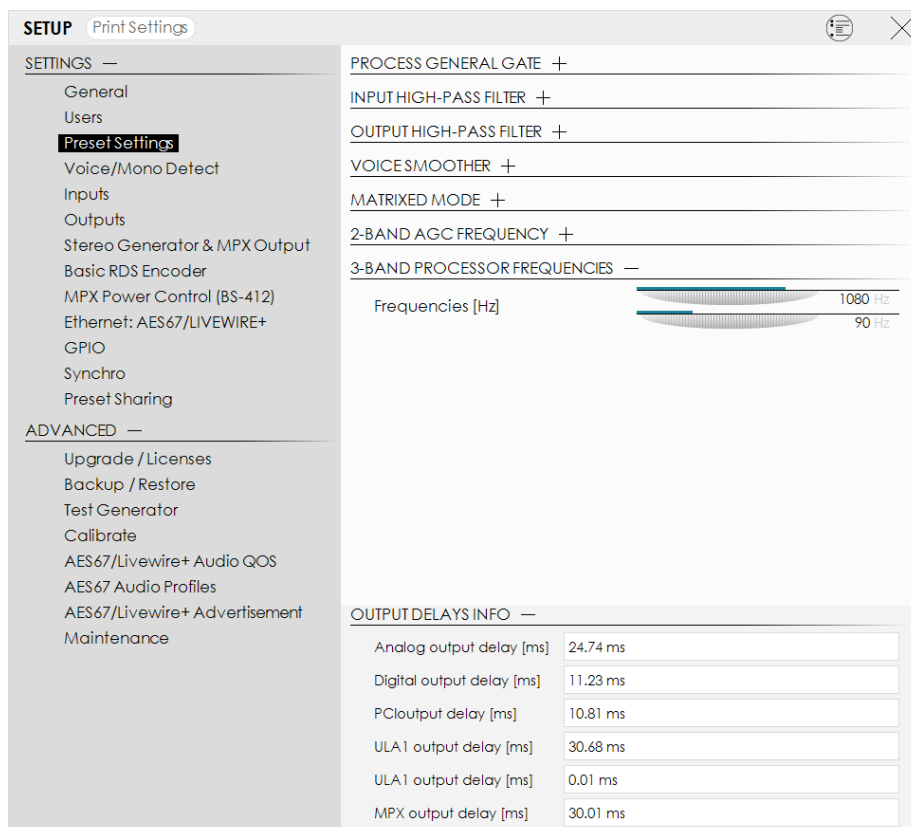 SETUP Print Settings
SETTINGS —
General
Users
Preset Settings
Voice/Mono Detect
Inputs
Outputs
Stereo Generator & MPX Output
Basic RDS Encoder
MPX Power Control (BS-412)
Ethernet: AES67/LIVEWIRE+
GPIO
Synchro
Preset Sharing
ADVANCED —
Upgrade / Licenses
Backup / Restore
Test Generator
Calibrate
AES67/Livewire+ Audio QOS
AES67 Audio Profiles
AES67/Livewire+ Advertisement
Maintenance
PROCESS GENERAL GATE +
INPUT HIGH-PASS FILTER +
OUTPUT HIGH-PASS FILTER +
VOICE SMOOTHER +
MATRIXED MODE +
2-BAND AGC FREQUENCY +
3-BAND PROCESSOR FREQUENCIES —
Frequencies [Hz]
1080 Hz
90 Hz
OUTPUT DELAYS INFO —
Analog output delay [ms] 24.74 ms
Digital output delay [ms] 11.23 ms
PCIoutput delay [ms] 10.81 ms
ULA1 output delay [ms] 30.68 ms
ULA1 output delay [ms] 0.01 ms
MPX output delay [ms] 30.01 ms